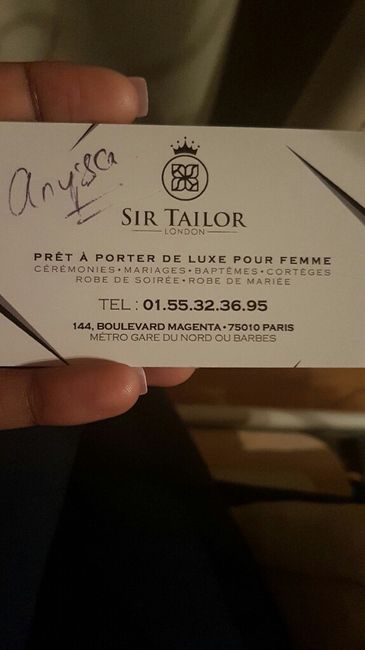 SIR TAILOR
LONDON
PRÊT À PORTER DE LUXE POUR FEMME
CÉRÉMONIES • MARIAGES • BAPTÊMES • CORTÈGES
ROBE DE SOIRÉE • ROBE DE MARIÉE
TEL : 01.55.32.36.95
144, BOULEVARD MAGENTA • 75010 PARIS
MÉTRO GARE DU NORD OU BARBES